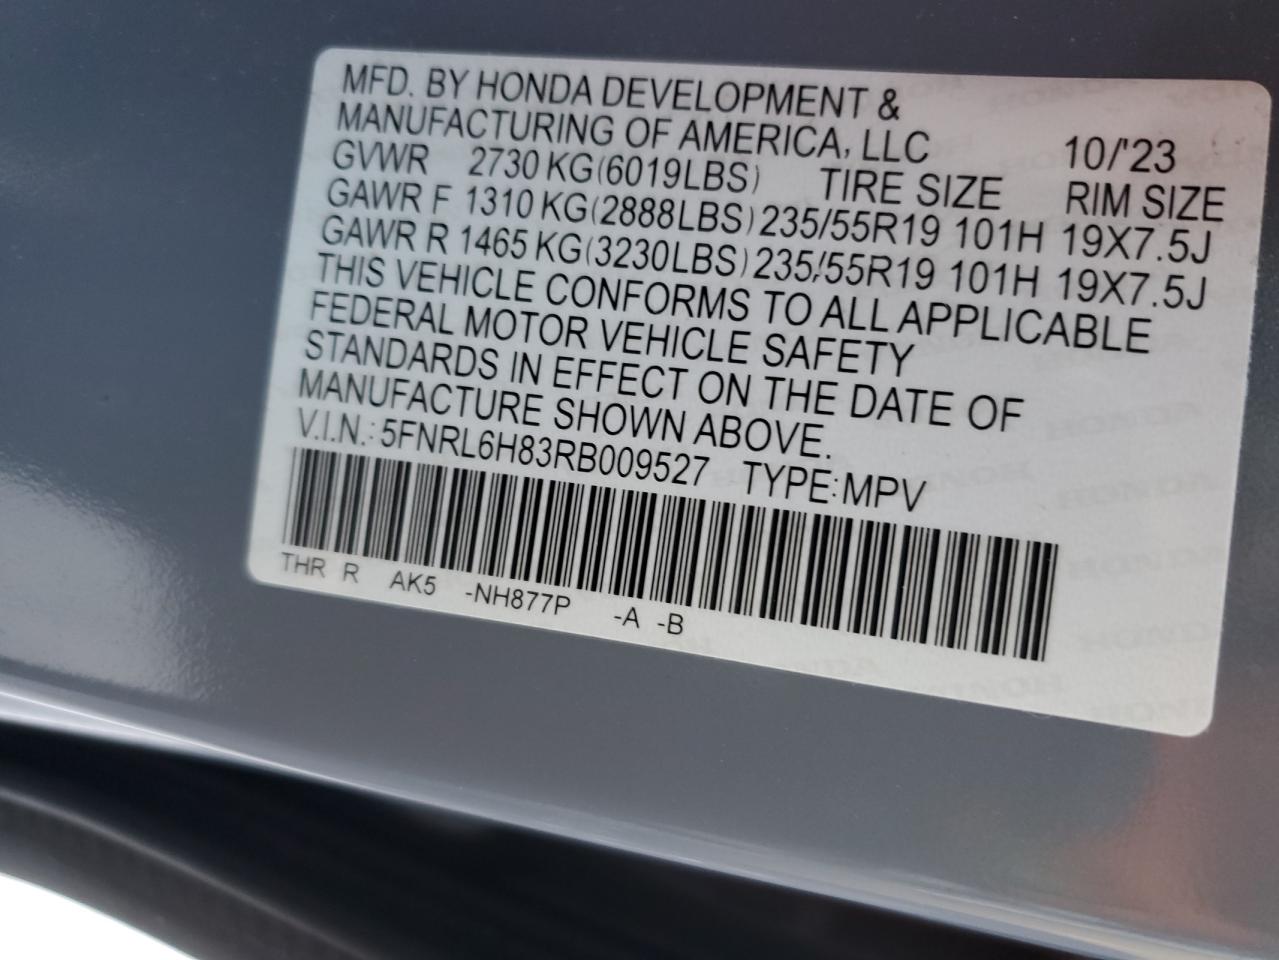 MFD. BY HONDA DEVELOPMENT &
MANUFACTURING OF AMERICA, LLC 10/'23
GVWR 2730 KG(6019LBS) TIRE SIZE RIM SIZE
GAWR F 1310 KG(2888LBS) 235/55R19 101H 19X7.5J
GAWR R 1465 KG(3230LBS) 235/55R19 101H 19X7.5J
THIS VEHICLE CONFORMS TO ALL APPLICABLE
FEDERAL MOTOR VEHICLE SAFETY
STANDARDS IN EFFECT ON THE DATE OF
MANUFACTURE SHOWN ABOVE.
V.I.N.: 5FNRL6H83RB009527 TYPE: MPV
THR R AK5 -NH877P -A -B